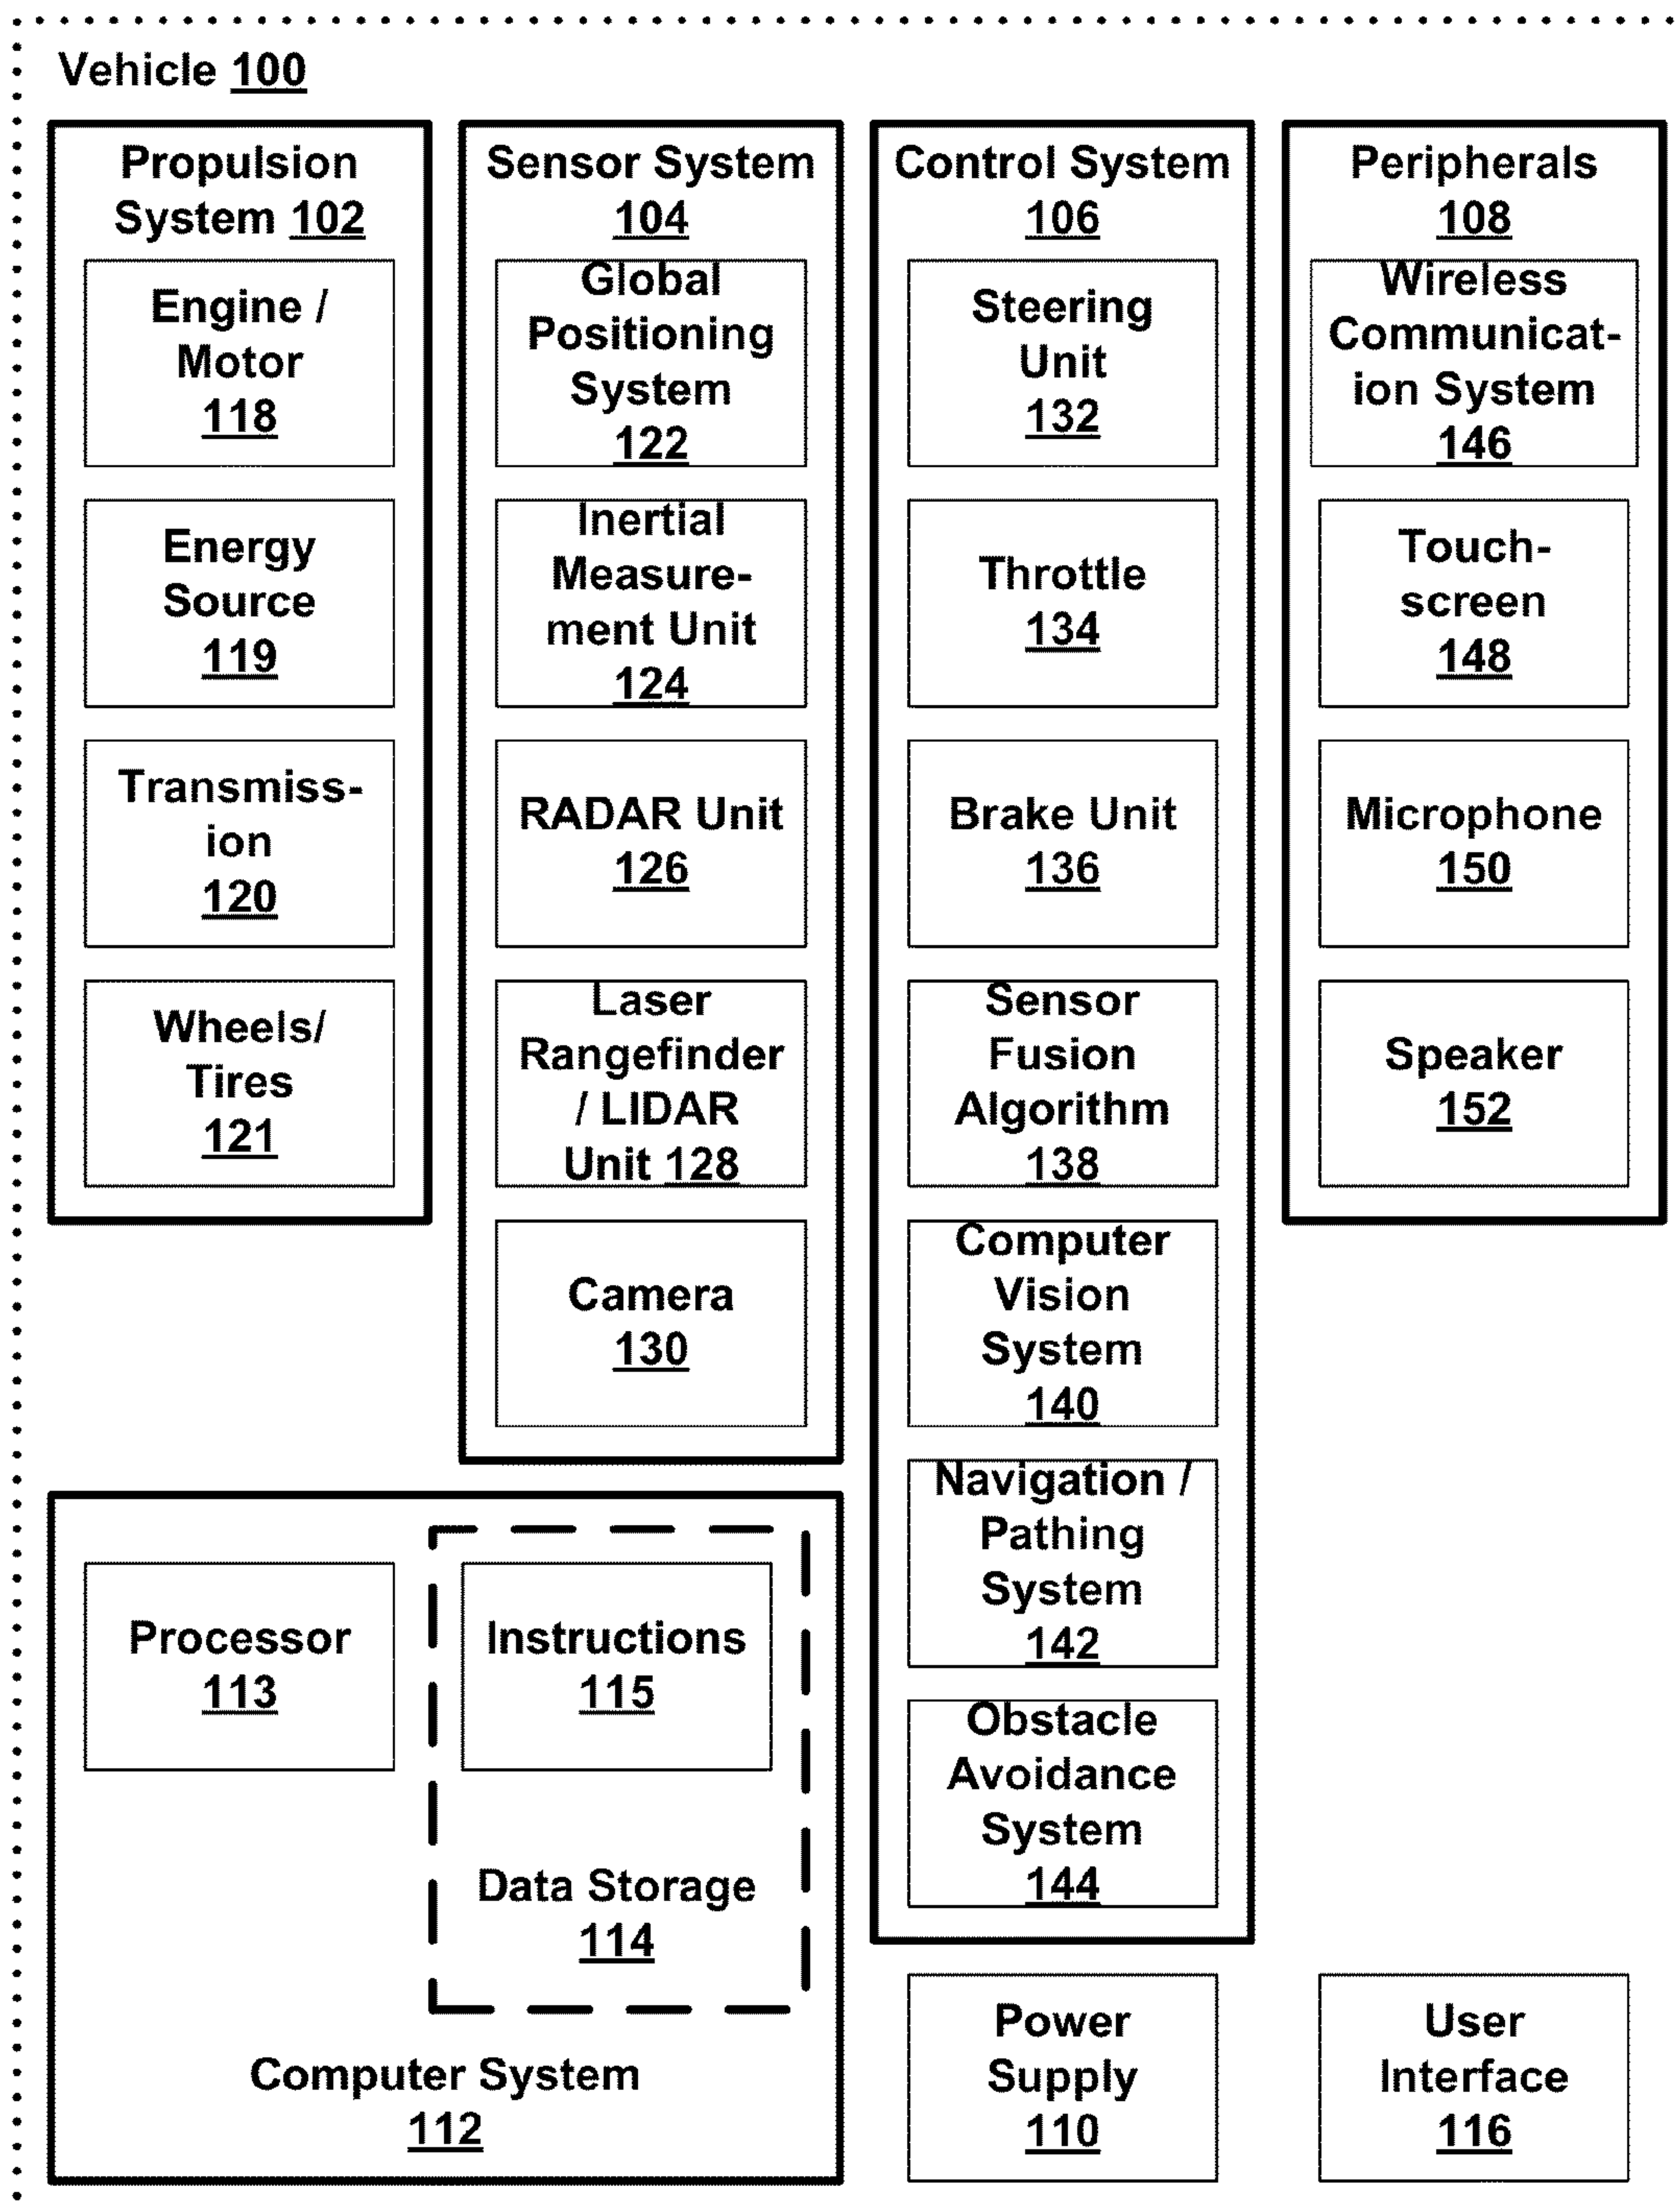 Vehicle 100
Propulsion
System 102
Engine /
Motor
118
Energy
Source
119
Transmiss-
ion
120
Wheels/
Tires
121
Sensor System
104
Global
Positioning
System
122
Inertial
Measure-
ment Unit
124
RADAR Unit
126
Laser
Rangefinder
/ LIDAR
Unit 128
Camera
130
Control System
106
Steering
Unit
132
Throttle
134
Brake Unit
136
Sensor
Fusion
Algorithm
138
Computer
Vision
System
140
Navigation /
Pathing
System
142
Obstacle
Avoidance
System
144
Peripherals
108
Wireless
Communicat-
ion System
146
Touch-
screen
148
Microphone
150
Speaker
152
Processor
113
Instructions
115
Data Storage
114
Computer System
112
Power
Supply
110
User
Interface
116